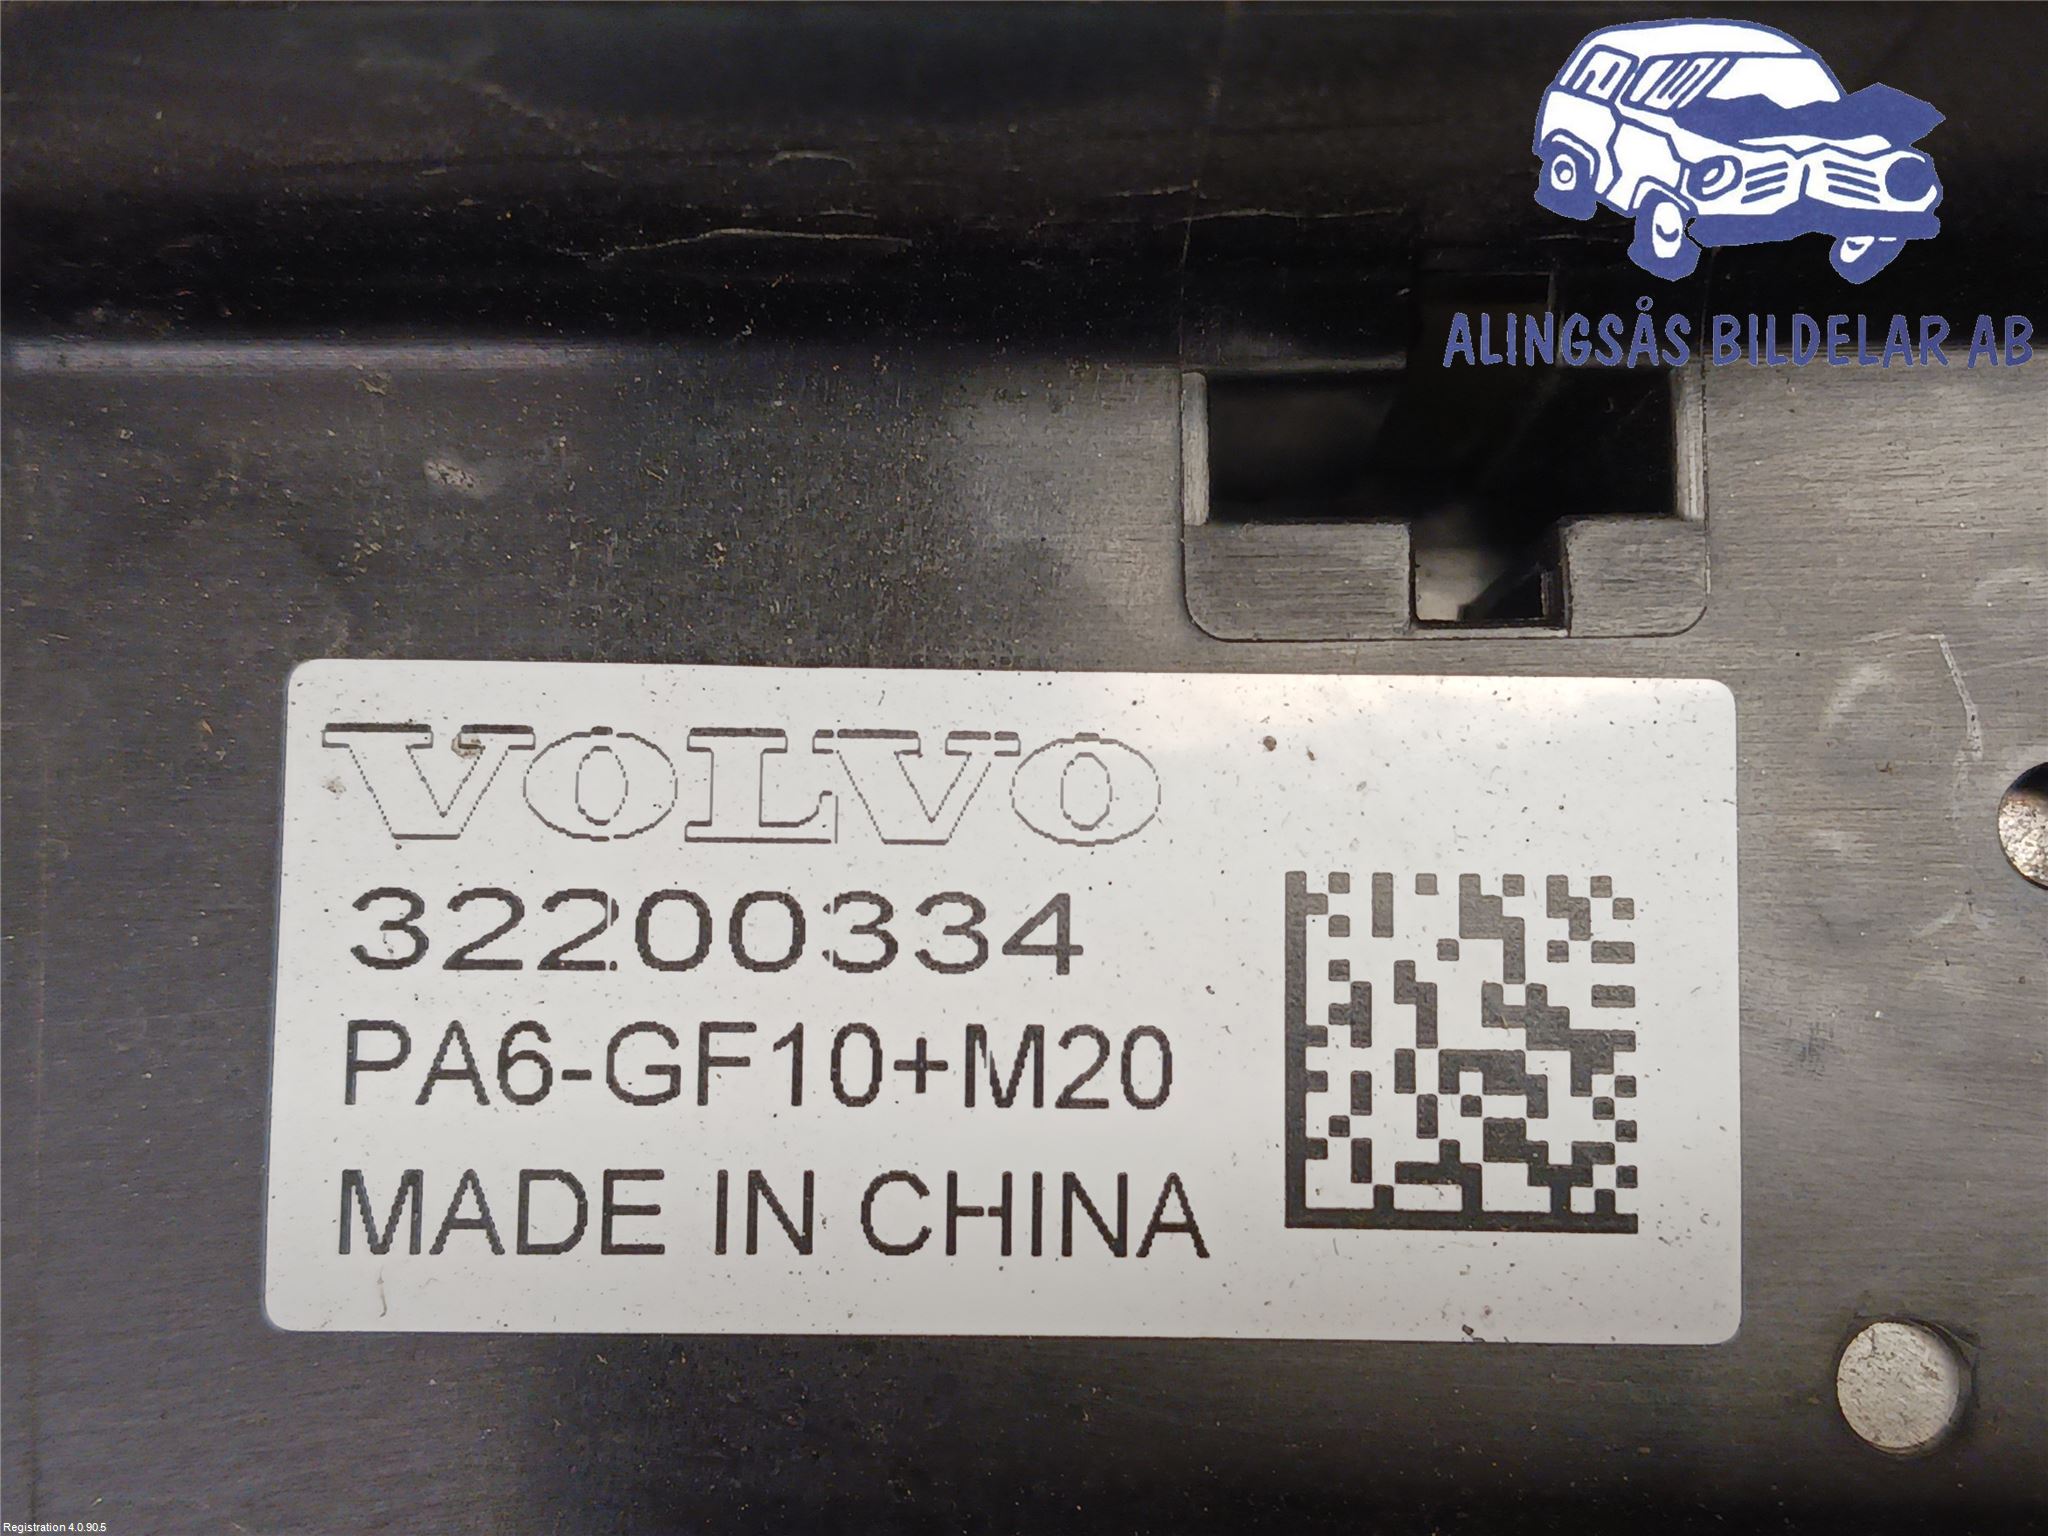 ALINGSÅS BILDELAR AB
VOLVO
32200334
PA6-GF10+M20
MADE IN CHINA
Registration 4.0.90.5